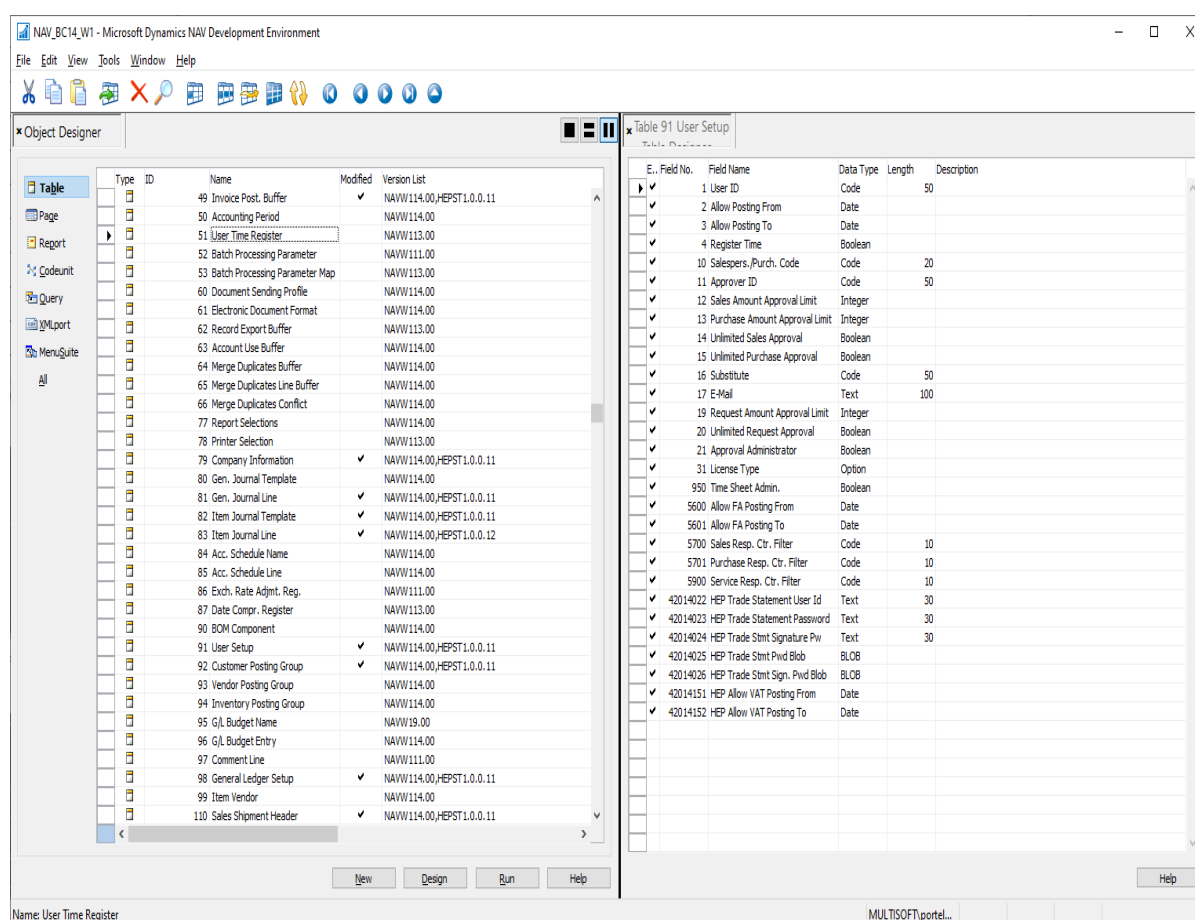 NAV_BC14_W1 - Microsoft Dynamics NAV Development Environment
File Edit View Tools Window Help
Object Designer
Table
Page
Report
Codeunit
Query
XMLport
MenuSuite
All
Type ID Name Modified Version List
49 Invoice Post. Buffer NAVW114.00,HEPST1.0.0.11
50 Accounting Period NAVW114.00
51 User Time Register NAVW113.00
52 Batch Processing Parameter NAVW111.00
53 Batch Processing Parameter Map NAVW113.00
60 Document Sending Profile NAVW114.00
61 Electronic Document Format NAVW114.00
62 Record Export Buffer NAVW113.00
63 Account Use Buffer NAVW114.00
64 Merge Duplicates Buffer NAVW114.00
65 Merge Duplicates Line Buffer NAVW114.00
66 Merge Duplicates Conflict NAVW114.00
77 Report Selections NAVW114.00
78 Printer Selection NAVW113.00
79 Company Information NAVW114.00,HEPST1.0.0.11
80 Gen. Journal Template NAVW114.00
81 Gen. Journal Line NAVW114.00,HEPST1.0.0.11
82 Item Journal Template NAVW114.00,HEPST1.0.0.11
83 Item Journal Line NAVW114.00,HEPST1.0.0.12
84 Acc. Schedule Name NAVW114.00
85 Acc. Schedule Line NAVW114.00
86 Exch. Rate Adjmt. Reg. NAVW111.00
87 Date Compr. Register NAVW113.00
90 BOM Component NAVW114.00
91 User Setup NAVW114.00,HEPST1.0.0.11
92 Customer Posting Group NAVW114.00,HEPST1.0.0.11
93 Vendor Posting Group NAVW114.00
94 Inventory Posting Group NAVW114.00
95 G/L Budget Name NAVW19.00
96 G/L Budget Entry NAVW114.00
97 Comment Line NAVW111.00
98 General Ledger Setup NAVW114.00,HEPST1.0.0.11
99 Item Vendor NAVW114.00
110 Sales Shipment Header NAVW114.00,HEPST1.0.0.11
New Design Run Help
Table 91 User Setup
Table Designer
E.. Field No. Field Name Data Type Length Description
1 User ID Code 50
2 Allow Posting From Date
3 Allow Posting To Date
4 Register Time Boolean
10 Salespers./Purch. Code Code 20
11 Approver ID Code 50
12 Sales Amount Approval Limit Integer
13 Purchase Amount Approval Limit Integer
14 Unlimited Sales Approval Boolean
15 Unlimited Purchase Approval Boolean
16 Substitute Code 50
17 E-Mail Text 100
19 Request Amount Approval Limit Integer
20 Unlimited Request Approval Boolean
21 Approval Administrator Boolean
31 License Type Option
950 Time Sheet Admin. Boolean
5600 Allow FA Posting From Date
5601 Allow FA Posting To Date
5700 Sales Resp. Ctr. Filter Code 10
5701 Purchase Resp. Ctr. Filter Code 10
5900 Service Resp. Ctr. Filter Code 10
42014022 HEP Trade Statement User Id Text 30
42014023 HEP Trade Statement Password Text 30
42014024 HEP Trade Stmt Signature Pw Text 30
42014025 HEP Trade Stmt Pwd Blob BLOB
42014026 HEP Trade Stmt Sign. Pwd Blob BLOB
42014151 HEP Allow VAT Posting From Date
42014152 HEP Allow VAT Posting To Date
Help
Name: User Time Register MULTISOFT\portel...